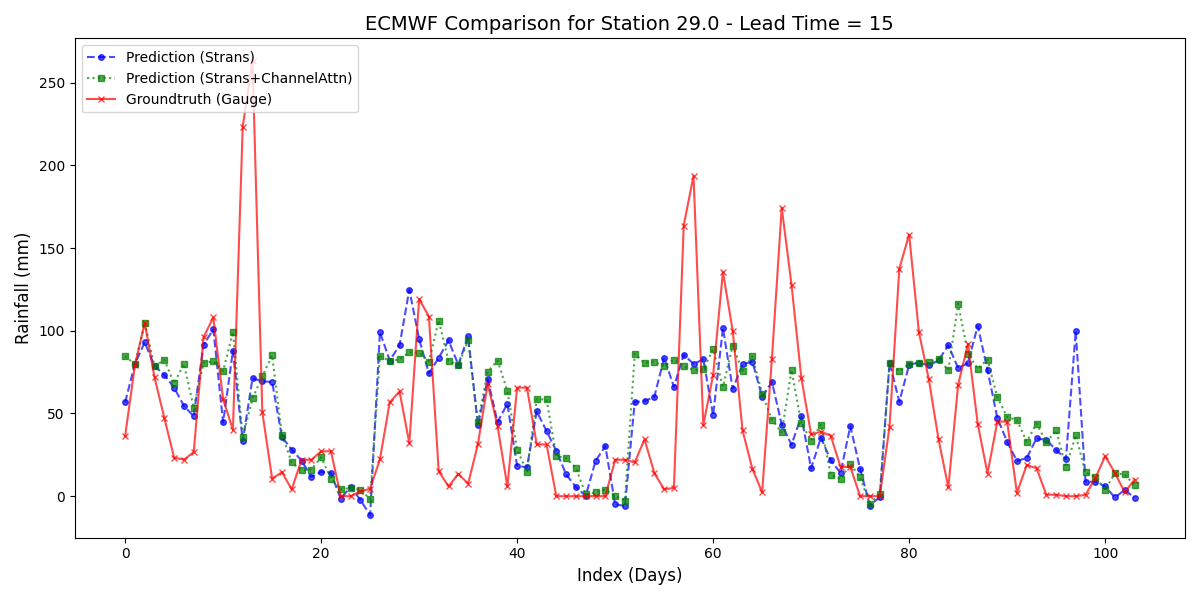 ECMWF Comparison for Station 29.0 - Lead Time = 15
Prediction (Strans)
Prediction (Strans+ChannelAttn)
Groundtruth (Gauge)
250
200
150
100
50
0
Rainfall (mm)
0 20 40 60 80 100
Index (Days)